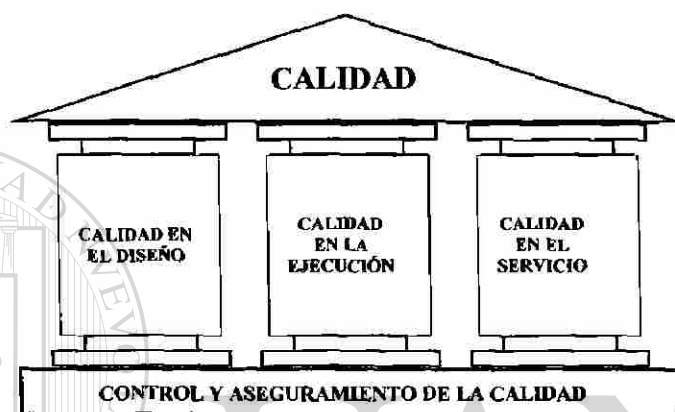 CALIDAD
CALIDAD EN
EL DISEÑO
CALIDAD
EN LA
EJECUCIÓN
CALIDAD
EN EL
SERVICIO
CONTROL Y ASEGURAMIENTO DE LA CALIDAD